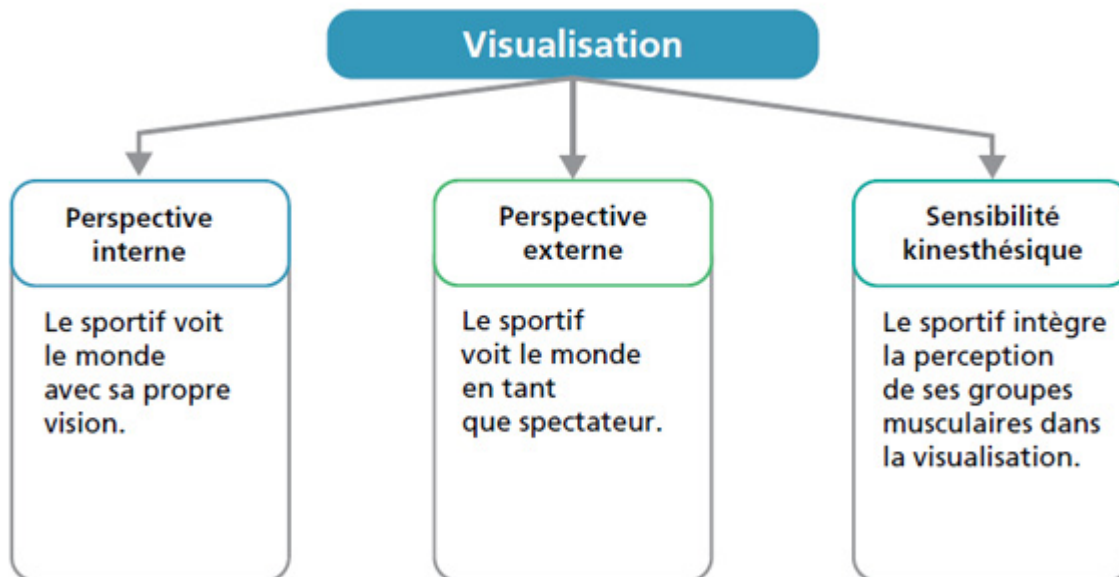 Visualisation
Perspective
interne
Le sportif voit
le monde
avec sa propre
vision.
Perspective
externe
Le sportif
voit le monde
en tant
que spectateur.
Sensibilité
kinesthésique
Le sportif intègre
la perception
de ses groupes
musculaires dans
la visualisation.